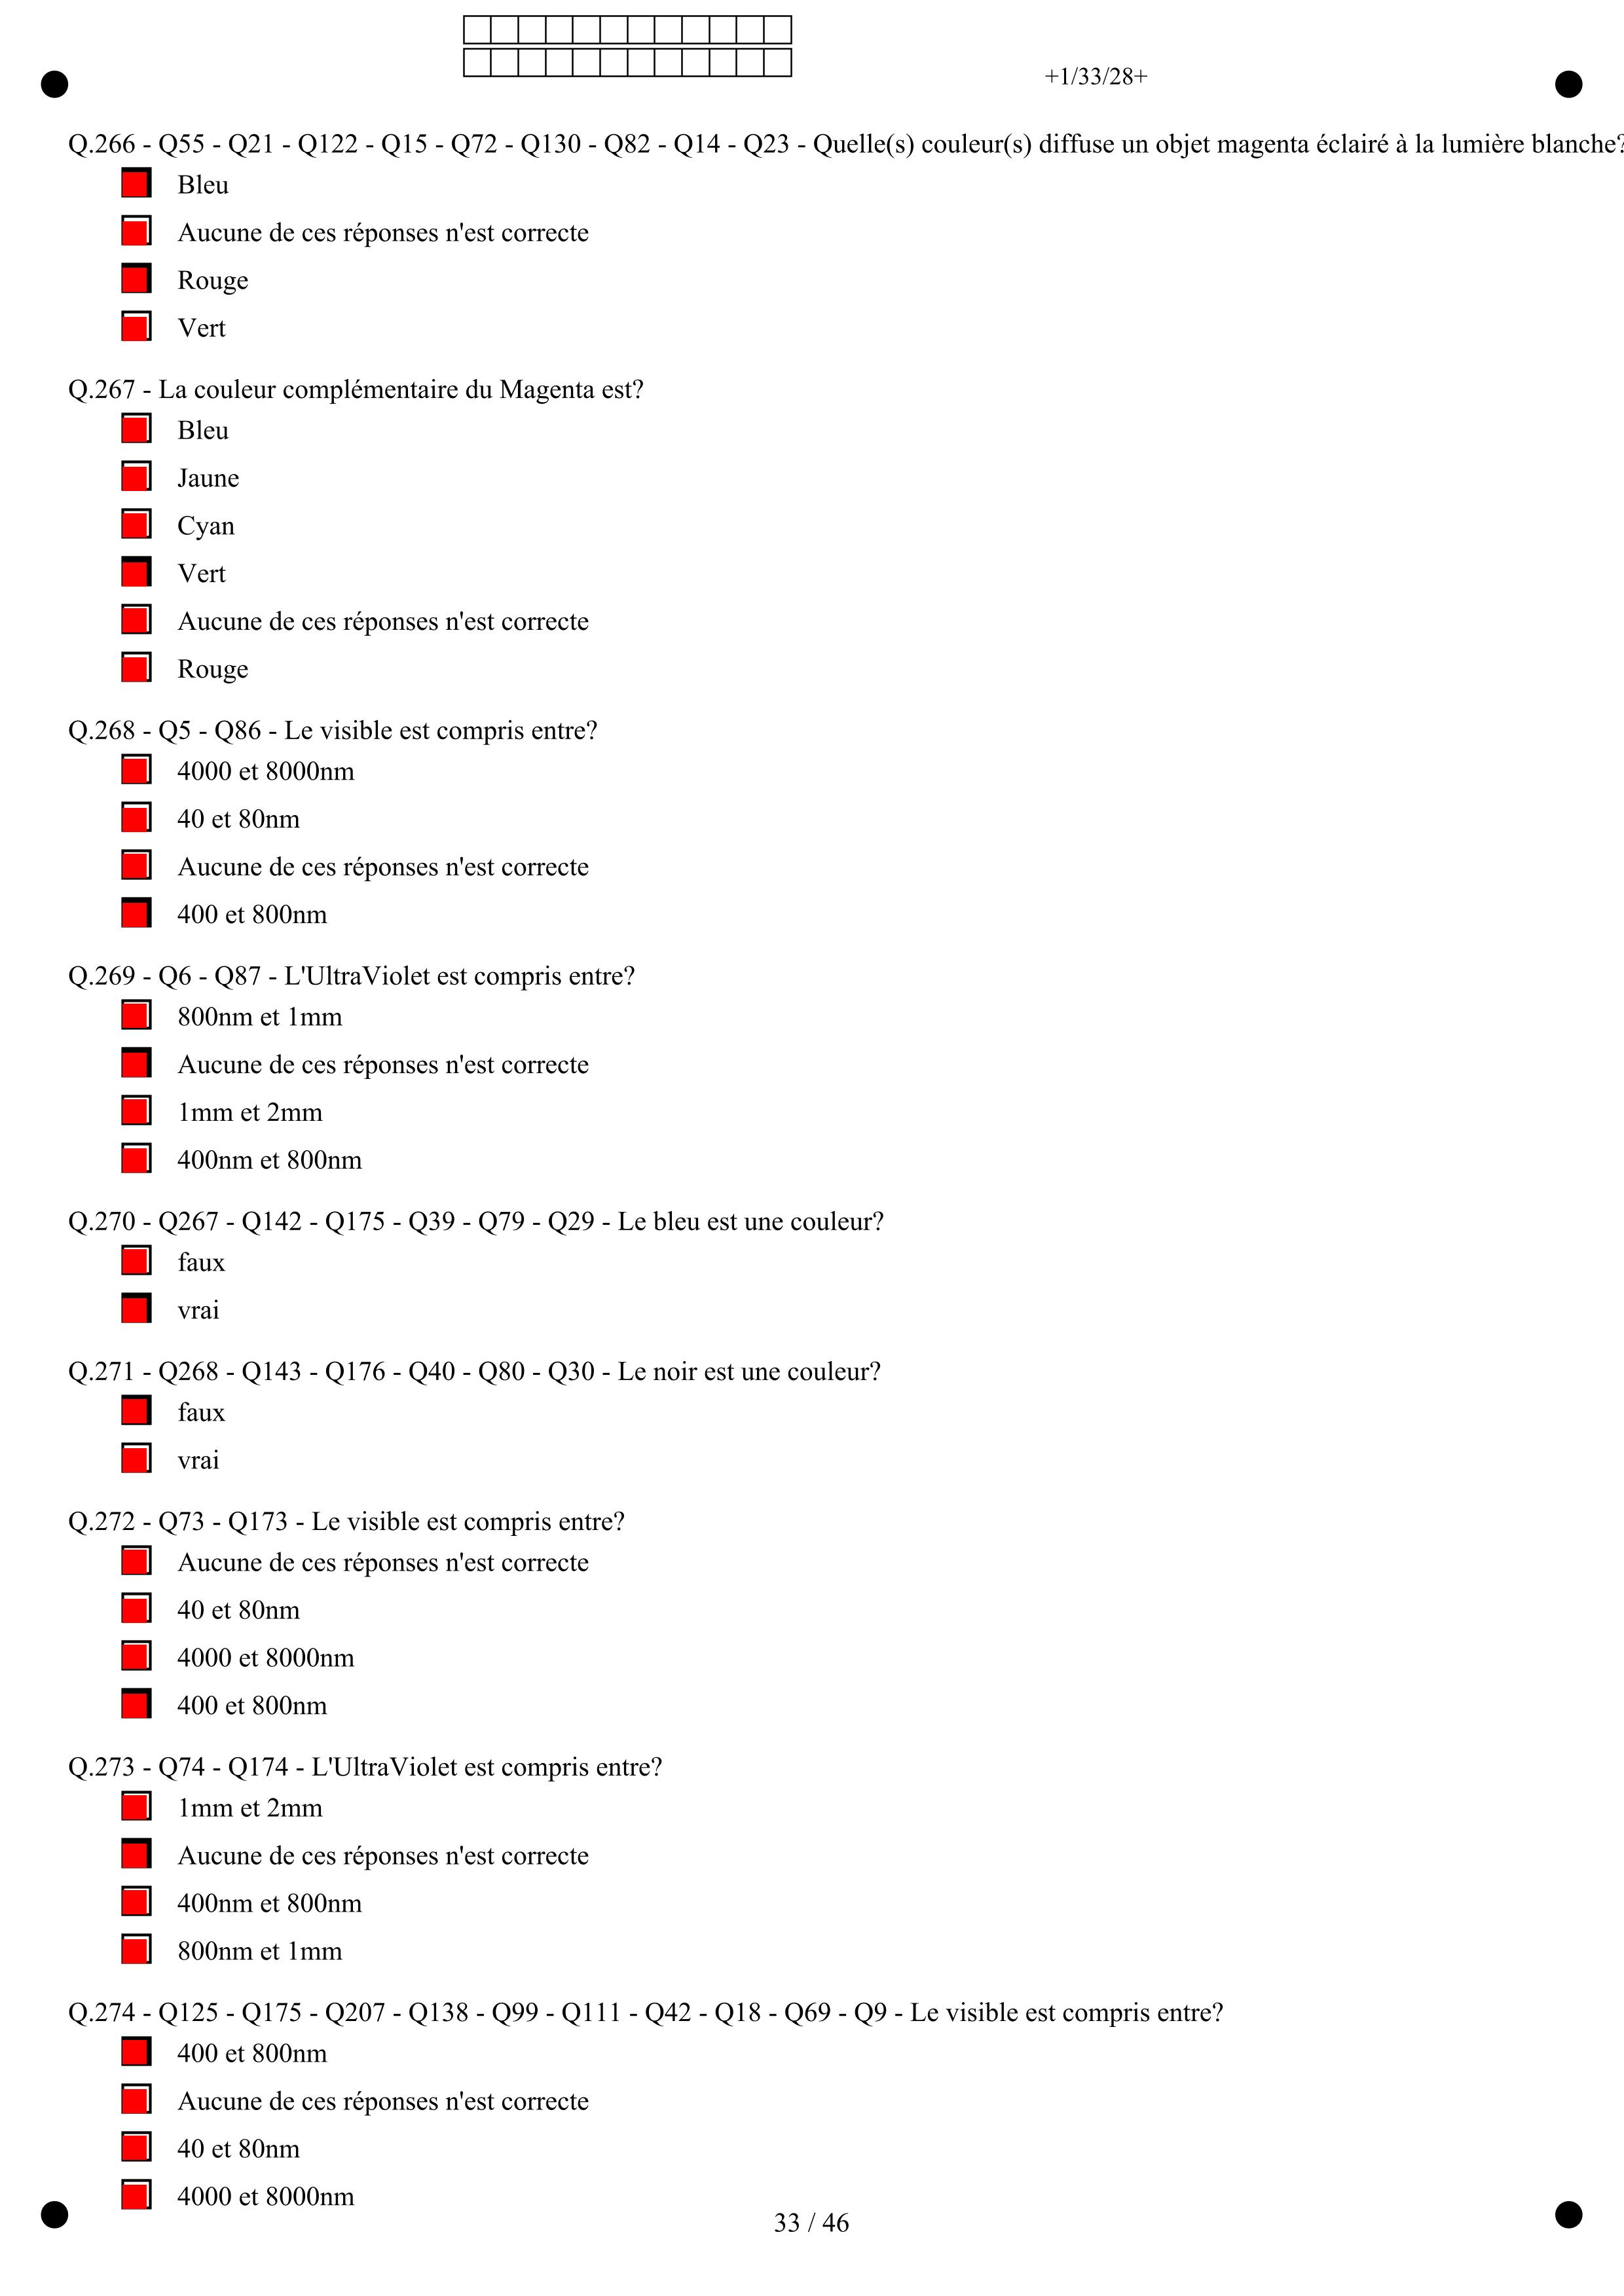 +1/33/28+
Q.266 - Q55 - Q21 - Q122 - Q15 - Q72 - Q130 - Q82 - Q14 - Q23 - Quelle(s) couleur(s) diffuse un objet magenta éclairé à la lumière blanche?
Bleu
Aucune de ces réponses n'est correcte
Rouge
Vert
Q.267 - La couleur complémentaire du Magenta est?
Bleu
Jaune
Cyan
Vert
Aucune de ces réponses n'est correcte
Rouge
Q.268 - Q5 - Q86 - Le visible est compris entre?
4000 et 8000nm
40 et 80nm
Aucune de ces réponses n'est correcte
400 et 800nm
Q.269 - Q6 - Q87 - L'UltraViolet est compris entre?
800nm et 1mm
Aucune de ces réponses n'est correcte
1mm et 2mm
400nm et 800nm
Q.270 - Q267 - Q142 - Q175 - Q39 - Q79 - Q29 - Le bleu est une couleur?
faux
vrai
Q.271 - Q268 - Q143 - Q176 - Q40 - Q80 - Q30 - Le noir est une couleur?
faux
vrai
Q.272 - Q73 - Q173 - Le visible est compris entre?
Aucune de ces réponses n'est correcte
40 et 80nm
4000 et 8000nm
400 et 800nm
Q.273 - Q74 - Q174 - L'UltraViolet est compris entre?
1mm et 2mm
Aucune de ces réponses n'est correcte
400nm et 800nm
800nm et 1mm
Q.274 - Q125 - Q175 - Q207 - Q138 - Q99 - Q111 - Q42 - Q18 - Q69 - Q9 - Le visible est compris entre?
400 et 800nm
Aucune de ces réponses n'est correcte
40 et 80nm
4000 et 8000nm
33 / 46